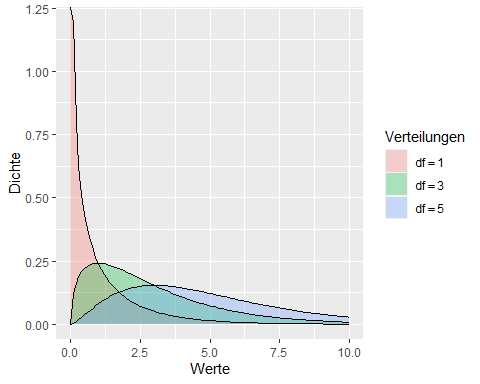 1.25
1.00
0.75
0.50
0.25
0.00
Dichte
0.0 2.5 5.0 7.5 10.0
Werte
Verteilungen
df = 1
df = 3
df = 5